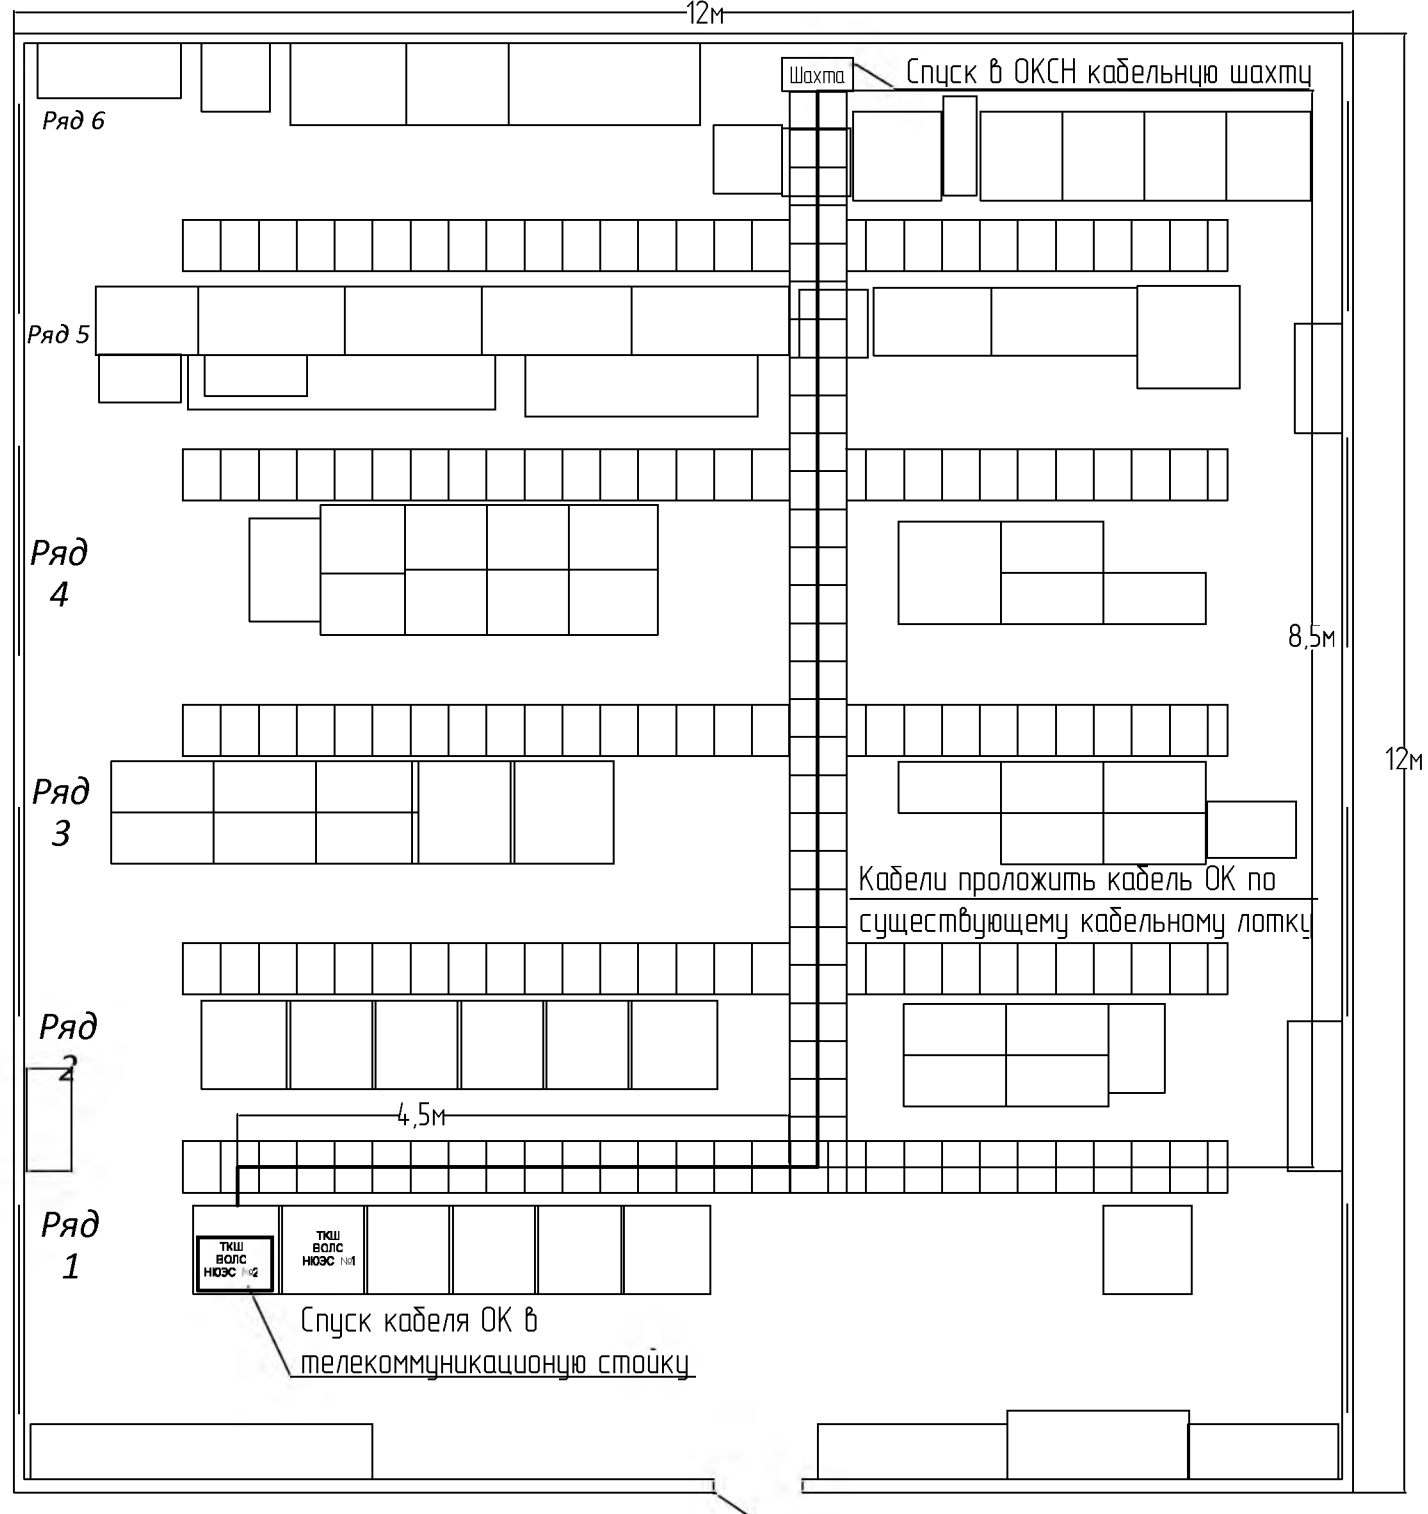 12м
Шахта
Спуск в ОКСН кабельную шахту
Ряд 6
Ряд 5
Ряд
4
8,5м
12м
Ряд
3
Кабели проложить кабель ОК по
существующему кабельному лотку
Ряд
2
4,5м
Ряд
1
ТКШ
ВОЛС
НЮЭС №2
ТКШ
ВОЛС
НЮЭС №1
Спуск кабеля ОК в
телекоммуникационую стойку